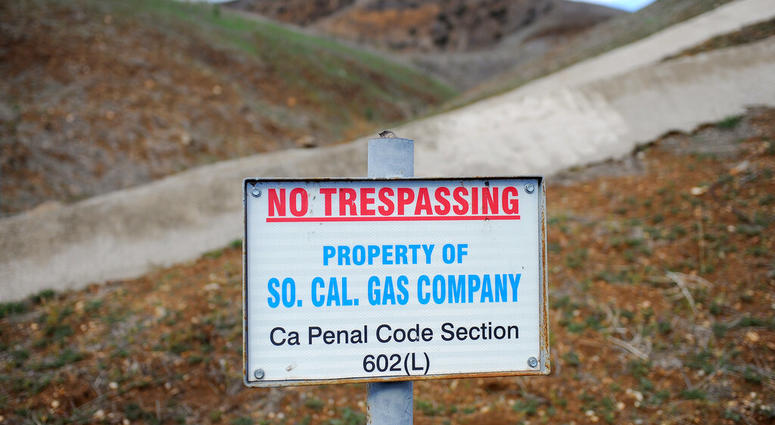 NO TRESPASSING
PROPERTY OF
SO. CAL. GAS COMPANY
Ca Penal Code Section
602(L)